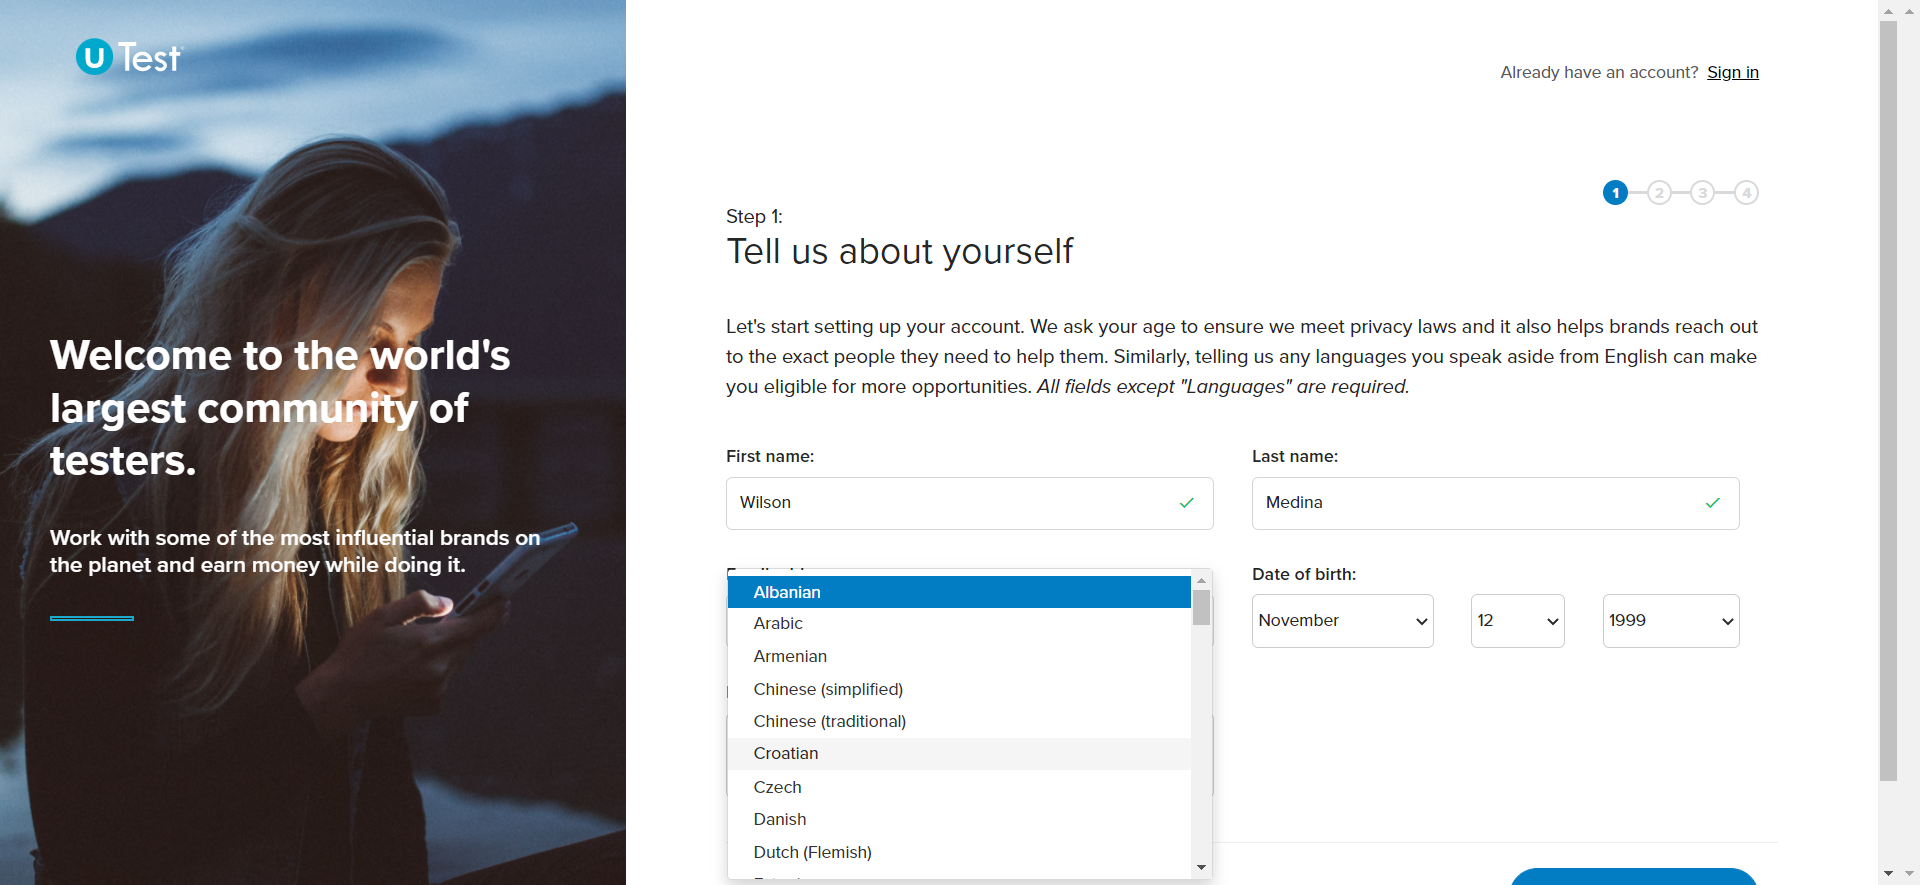 U Test
Already have an account? Sign in
1 2 3 4
Step 1:
Tell us about yourself
Let's start setting up your account. We ask your age to ensure we meet privacy laws and it also helps brands reach out
to the exact people they need to help them. Similarly, telling us any languages you speak aside from English can make
you eligible for more opportunities. All fields except "Languages" are required.
Welcome to the world's
largest community of
testers.
Work with some of the most influential brands on
the planet and earn money while doing it.
First name:
Last name:
Wilson
Medina
Date of birth:
November
12
1999
Albanian
Arabic
Armenian
Chinese (simplified)
Chinese (traditional)
Croatian
Czech
Danish
Dutch (Flemish)